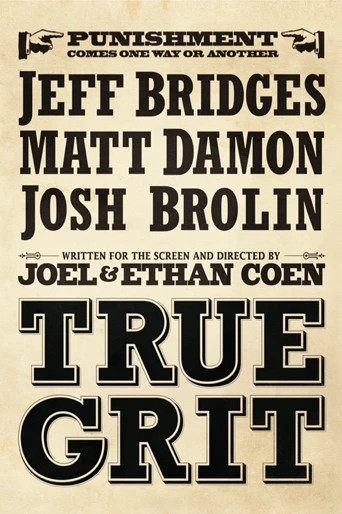 PUNISHMENT
COMES ONE WAY OR ANOTHER
JEFF BRIDGES
MATT DAMON
JOSH BROLIN
WRITTEN FOR THE SCREEN AND DIRECTED BY
JOEL & ETHAN COEN
TRUE
GRIT